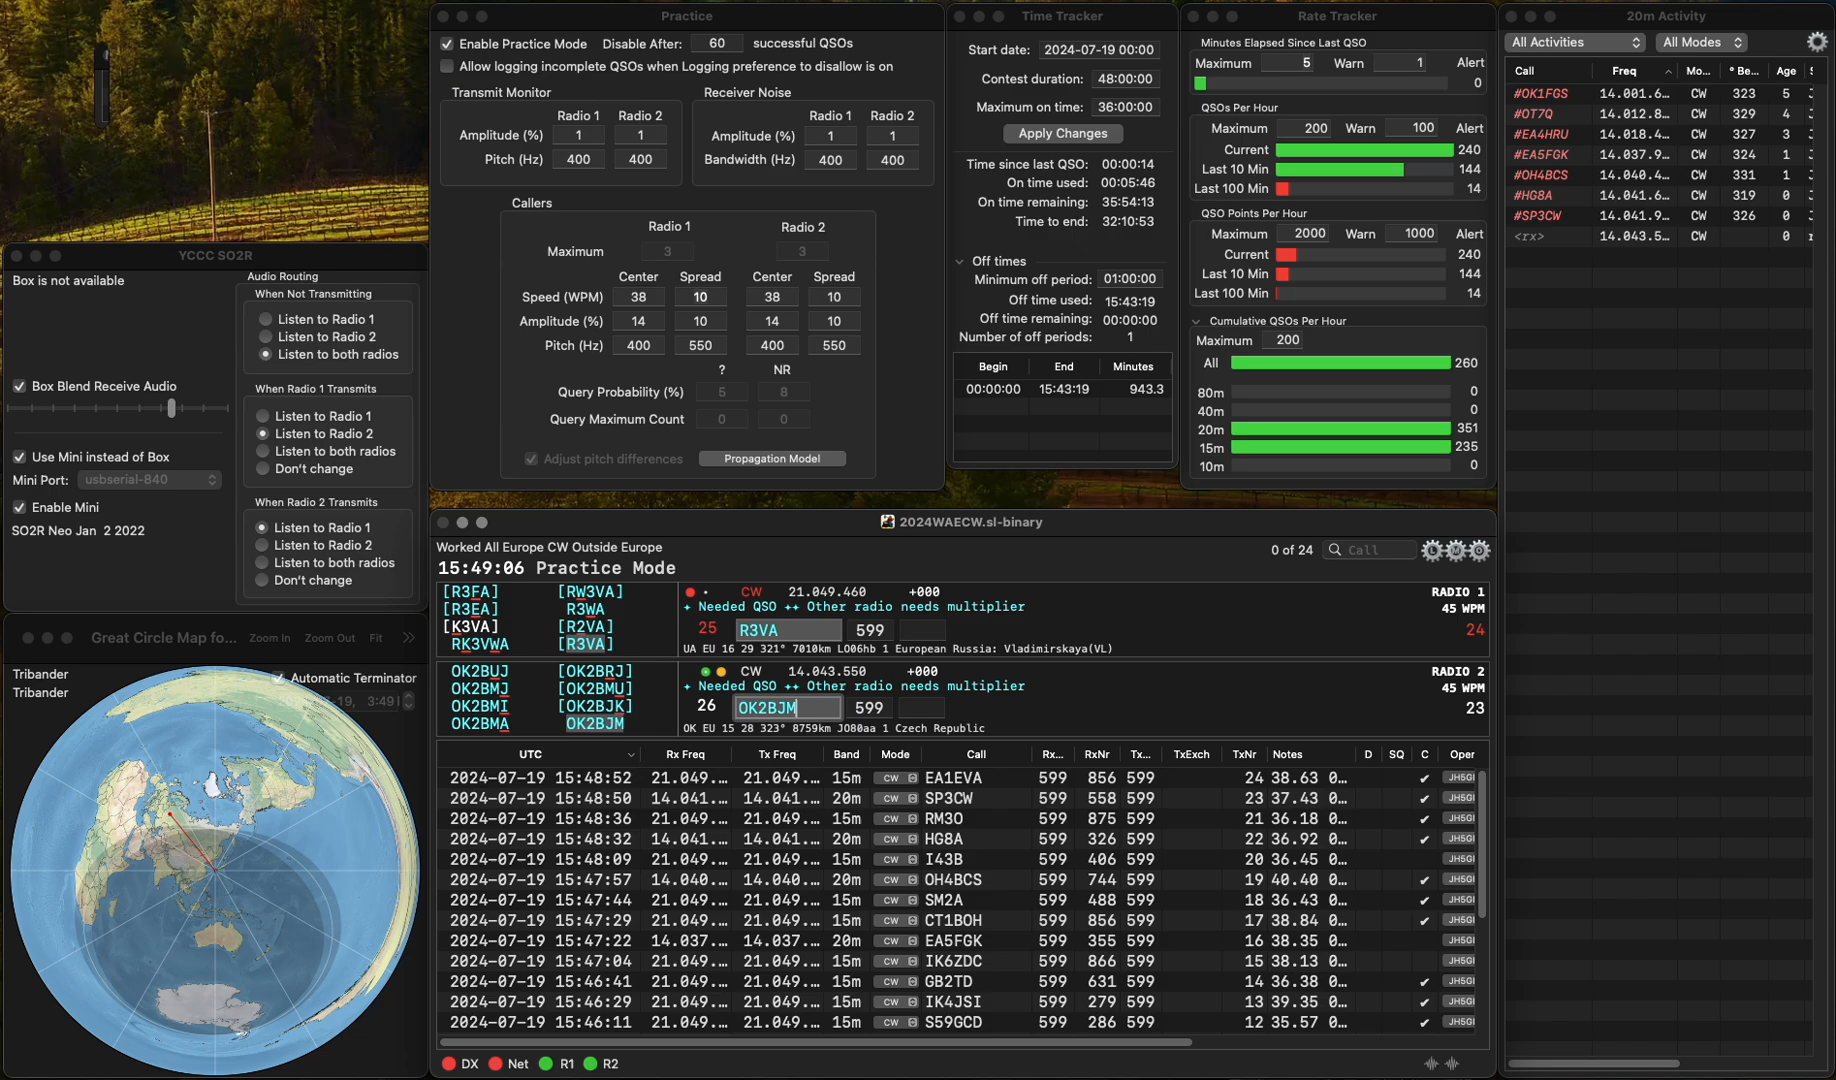 Practice
Enable Practice Mode Disable After: 60 successful QSOs
Allow logging incomplete QSOs when Logging preference to disallow is on
Transmit Monitor
Radio 1 Radio 2
Amplitude (%) 1 1
Pitch (Hz) 400 400
Receiver Noise
Radio 1 Radio 2
Amplitude (%) 1 1
Bandwidth (Hz) 400 400
Callers
Radio 1 Radio 2
Maximum 3 3
Center Spread Center Spread
Speed (WPM) 38 10 38 10
Amplitude (%) 14 10 14 10
Pitch (Hz) 400 550 400 550
? NR
Query Probability (%) 5 8
Query Maximum Count 0 0
Adjust pitch differences Propagation Model
Time Tracker
Start date: 2024-07-19 00:00
Contest duration: 48:00:00
Maximum on time: 36:00:00
Apply Changes
Time since last QSO: 00:00:14
On time used: 00:05:46
On time remaining: 35:54:13
Time to end: 32:10:53
Off times
Minimum off period: 01:00:00
Off time used: 15:43:19
Off time remaining: 00:00:00
Number of off periods: 1
Begin End Minutes
00:00:00 15:43:19 943.3
Rate Tracker
Minutes Elapsed Since Last QSO
Maximum 5 Warn 1 Alert
0
QSOs Per Hour
Maximum 200 Warn 100 Alert
Current 240
Last 10 Min 144
Last 100 Min 14
QSO Points Per Hour
Maximum 2000 Warn 1000 Alert
Current 240
Last 10 Min 144
Last 100 Min 14
Cumulative QSOs Per Hour
Maximum 200
All 260
80m 0
40m 0
20m 351
15m 235
10m 0
20m Activity
All Activities All Modes
Call Freq Mo... ° Be... Age S
#OK1FGS 14.001.6... CW 323 5 J
#OT7Q 14.012.8... CW 329 4 J
#EA4HRU 14.018.4... CW 327 3 J
#EA5FGK 14.037.9... CW 324 1 J
#OH4BCS 14.040.4... CW 331 1 J
#HG8A 14.041.6... CW 319 0 J
#SP3CW 14.041.9... CW 326 0 J
<rx> 14.043.5... CW 0 r
YCCC SO2R
Box is not available
Box Blend Receive Audio
Use Mini instead of Box
Mini Port: usbserial-840
Enable Mini
SO2R Neo Jan 2 2022
Audio Routing
When Not Transmitting
Listen to Radio 1
Listen to Radio 2
Listen to both radios
When Radio 1 Transmits
Listen to Radio 1
Listen to Radio 2
Listen to both radios
Don't change
When Radio 2 Transmits
Listen to Radio 1
Listen to Radio 2
Listen to both radios
Don't change
Great Circle Map fo... Zoom In Zoom Out Fit
Tribander
Tribander
Automatic Terminator
19, 3:49
2024WAECW.sl-binary
Worked All Europe CW Outside Europe
0 of 24 Call
15:49:06 Practice Mode
[R3FA] [RW3VA]
[R3EA] R3WA
[K3VA] [R2VA]
RK3VWA [R3VA]
CW 21.049.460 +000 RADIO 1
+ Needed QSO ++ Other radio needs multiplier 45 WPM
25 R3VA 599 24
UA EU 16 29 321° 7010km LO06hb 1 European Russia: Vladimirskaya(VL)
OK2BUJ [OK2BRJ]
OK2BMJ [OK2BMU]
OK2BMI [OK2BJK]
OK2BMA OK2BJM
CW 14.043.550 +000 RADIO 2
+ Needed QSO ++ Other radio needs multiplier 45 WPM
26 OK2BJM 599 23
OK EU 15 28 323° 8759km JO80aa 1 Czech Republic
UTC Rx Freq Tx Freq Band Mode Call Rx... RxNr Tx... TxExch TxNr Notes D SQ C Oper
2024-07-19 15:48:52 21.049.... 21.049.... 15m CW EA1EVA 599 856 599 24 38.63 0... ✔ JH5G
2024-07-19 15:48:50 14.041.... 14.041.... 20m CW SP3CW 599 558 599 23 37.43 0... ✔ JH5G
2024-07-19 15:48:36 21.049.... 21.049.... 15m CW RM3O 599 875 599 21 36.18 0... ✔ JH5G
2024-07-19 15:48:32 14.041.... 14.041.... 20m CW HG8A 599 326 599 22 36.92 0... ✔ JH5G
2024-07-19 15:48:09 21.049.... 21.049.... 15m CW I43B 599 406 599 20 36.45 0... JH5G
2024-07-19 15:47:57 14.040.... 14.040.... 20m CW OH4BCS 599 744 599 19 40.40 0... ✔ JH5G
2024-07-19 15:47:44 21.049.... 21.049.... 15m CW SM2A 599 488 599 18 36.43 0... ✔ JH5G
2024-07-19 15:47:29 21.049.... 21.049.... 15m CW CT1BOH 599 856 599 17 38.84 0... ✔ JH5G
2024-07-19 15:47:22 14.037.... 14.037.... 20m CW EA5FGK 599 355 599 16 38.35 0... JH5G
2024-07-19 15:47:04 21.049.... 21.049.... 15m CW IK6ZDC 599 866 599 15 38.13 0... JH5G
2024-07-19 15:46:41 21.049.... 21.049.... 15m CW GB2TD 599 631 599 14 36.38 0... ✔ JH5G
2024-07-19 15:46:29 21.049.... 21.049.... 15m CW IK4JSI 599 279 599 13 39.35 0... ✔ JH5G
2024-07-19 15:46:11 21.049.... 21.049.... 15m CW S59GCD 599 286 599 12 35.57 0... ✔ JH5G
DX Net R1 R2